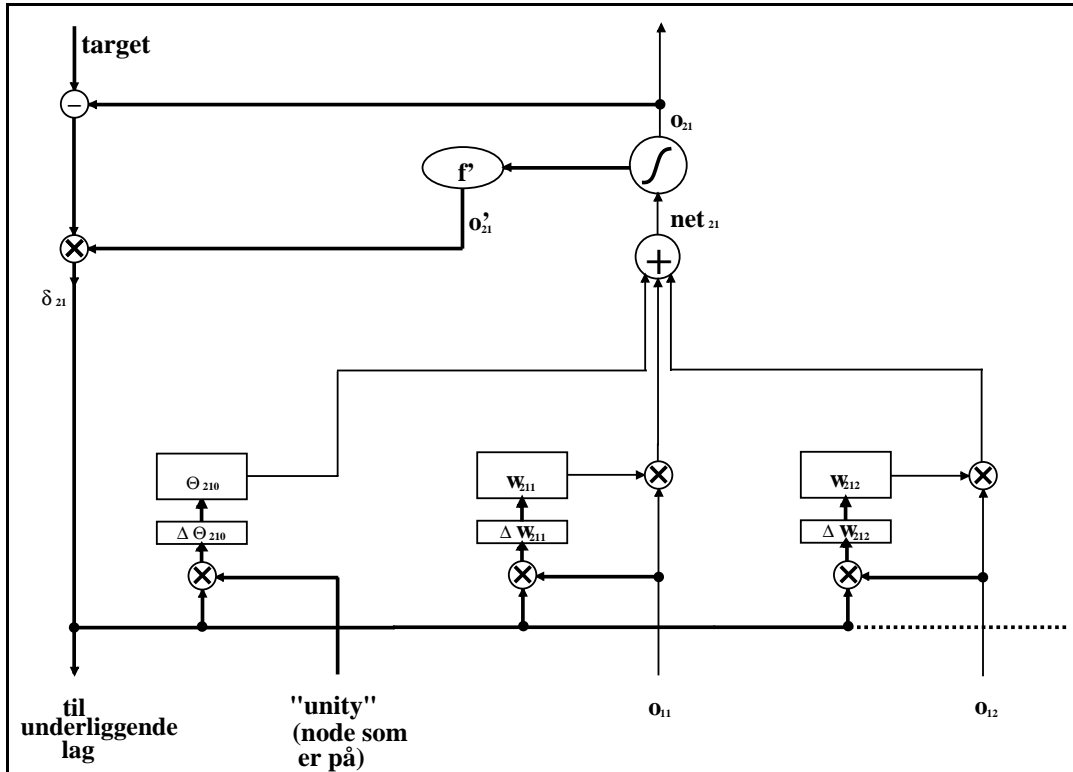 target
−
o₂₁
f’
o₂₁’
net ₂₁
+
δ ₂₁
Θ ₂₁₀
w₂₁₁
w₂₁₂
Δ Θ ₂₁₀
Δ w₂₁₁
Δ w₂₁₂
til
underliggende
lag
"unity"
(node som
er på)
o₁₁
o₁₂